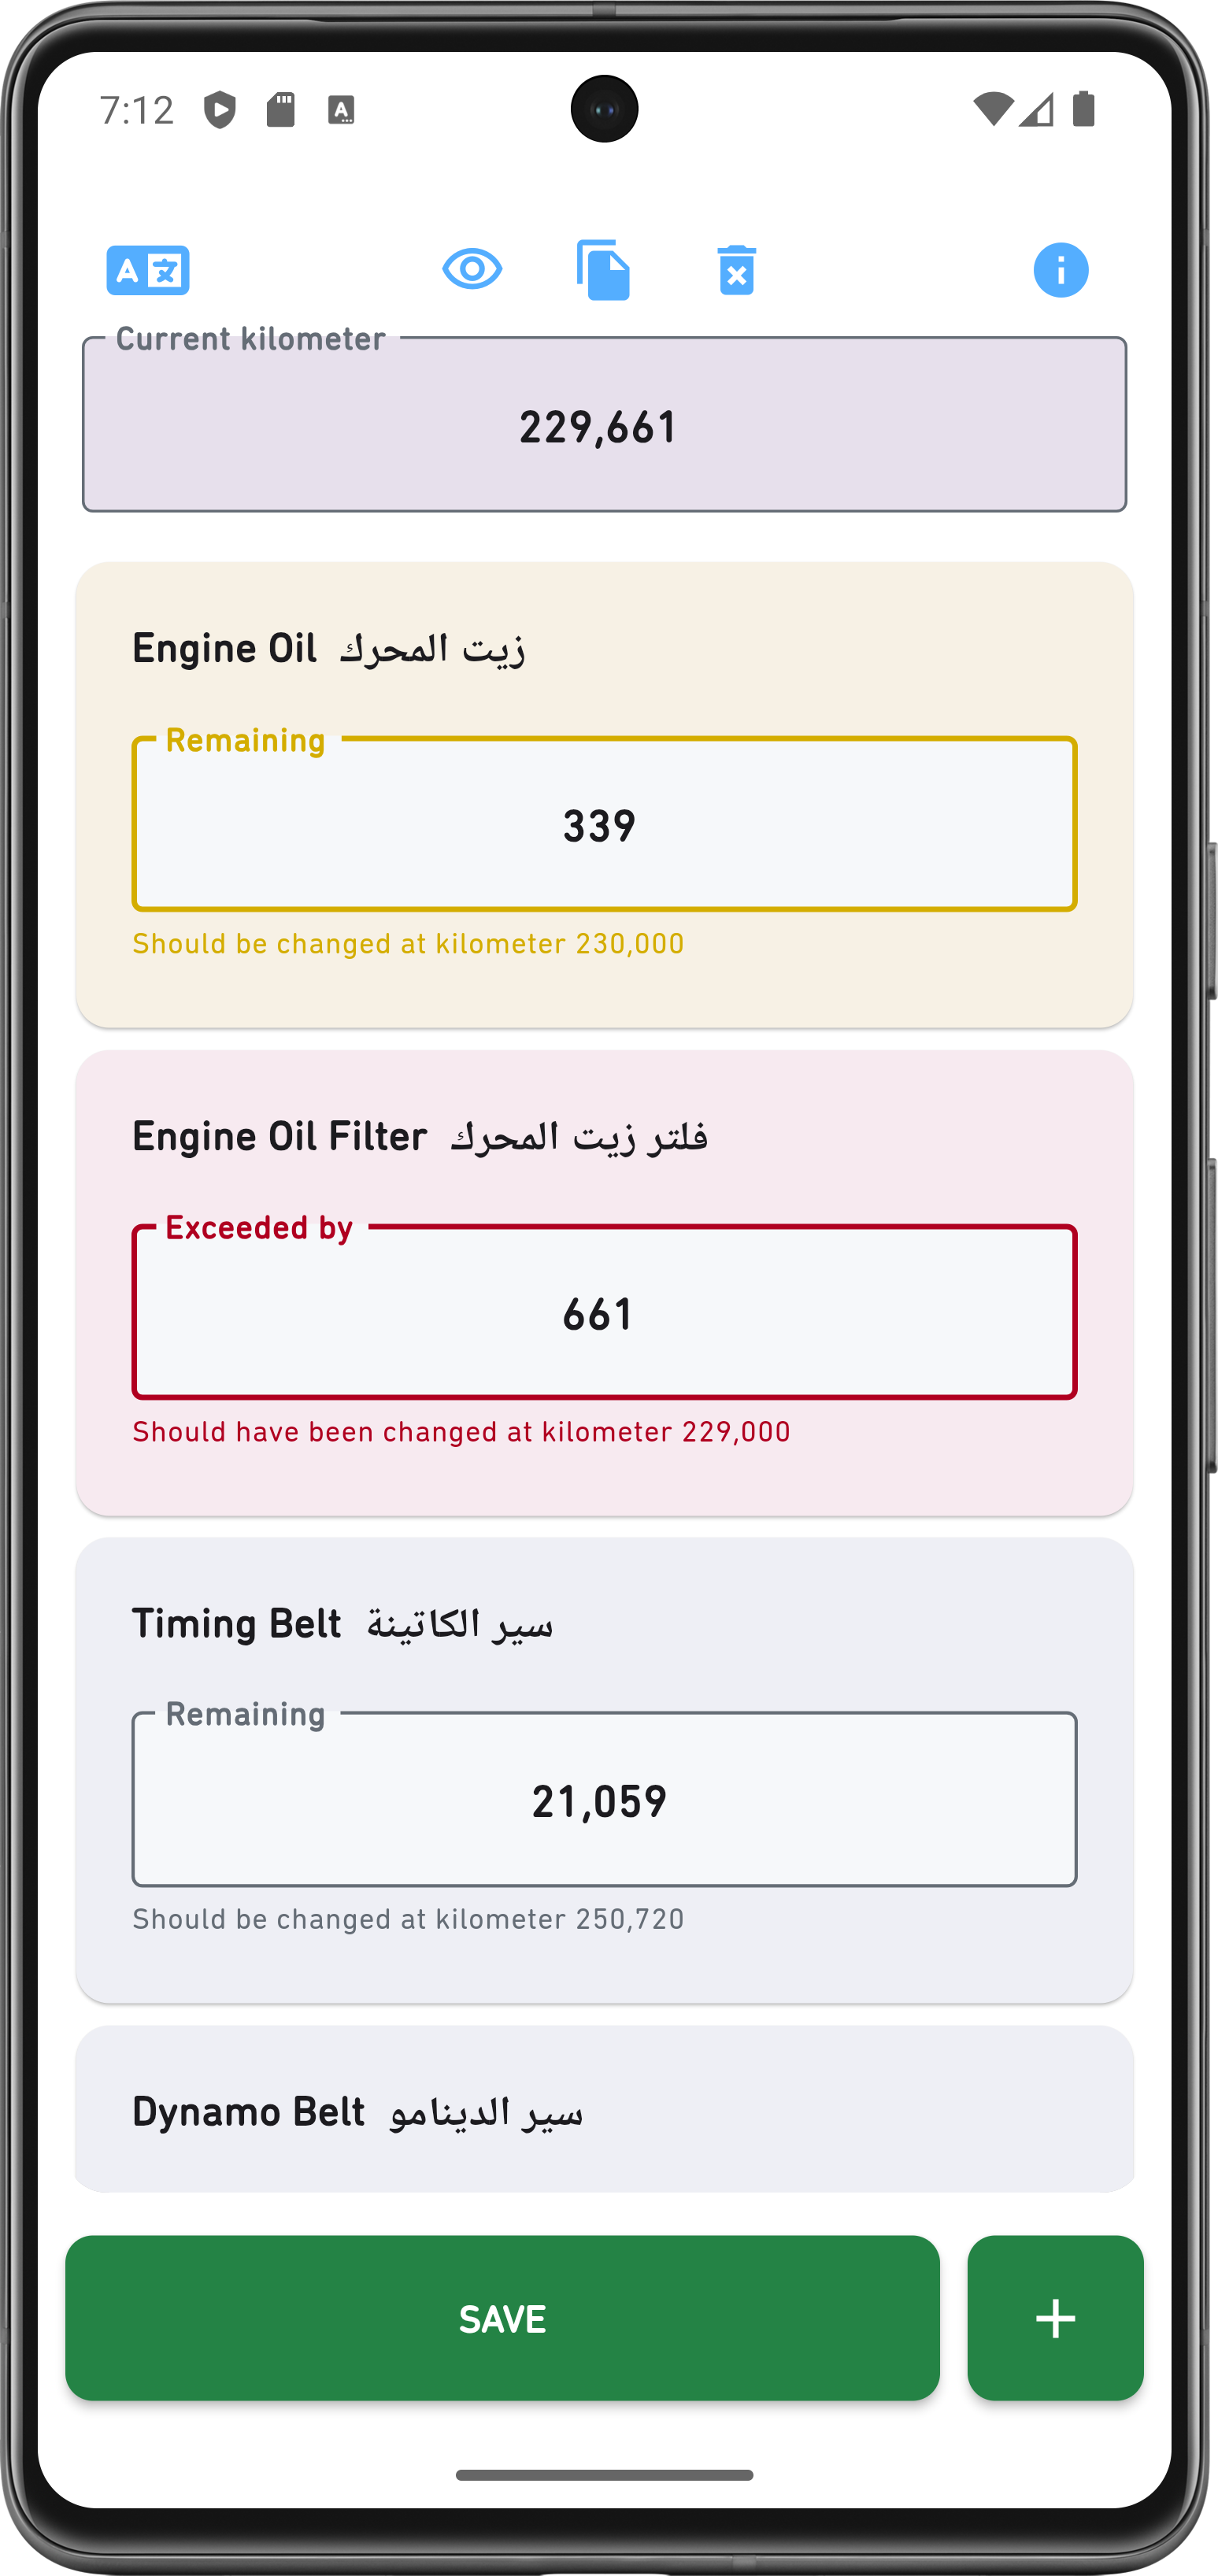 7:12
Current kilometer
229,661
Engine Oil زيت المحرك
Remaining
339
Should be changed at kilometer 230,000
Engine Oil Filter فلتر زيت المحرك
Exceeded by
661
Should have been changed at kilometer 229,000
Timing Belt سير الكاتينة
Remaining
21,059
Should be changed at kilometer 250,720
Dynamo Belt سير الدينامو
SAVE